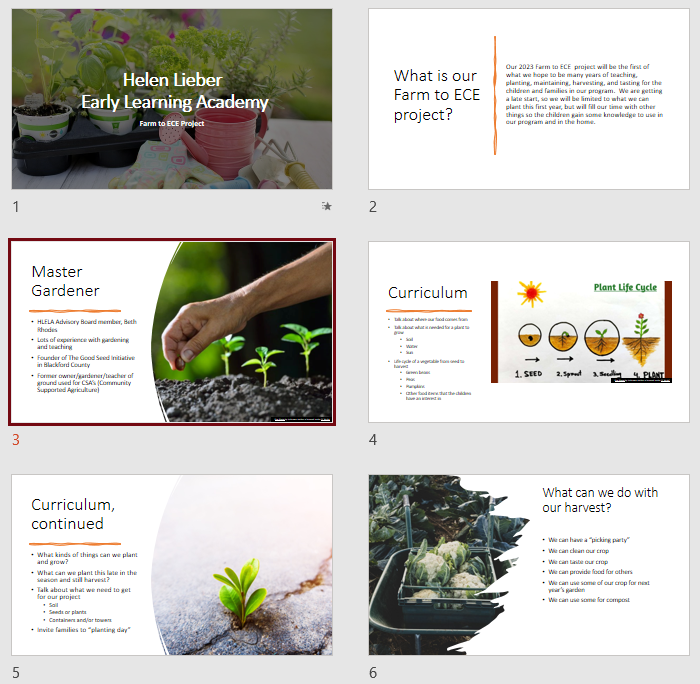 Helen Lieber
Early Learning Academy
Farm to ECE Project
1
What is our
Farm to ECE
project?
Our 2023 Farm to ECE project will be the first of
what we hope to be many years of teaching,
planting, maintaining, harvesting, and tasting for the
children and families in our program. We are getting
a late start, so we will be limited to what we can
plant this first year, but will fill our time with other
things so the children gain some knowledge to use in
our program and in the home.
2
Master
Gardener
• HLELA Advisory Board member, Beth
Rhodes
• Lots of experience with gardening
and teaching
• Founder of The Good Seed Initiative
in Blackford County
• Former owner/gardener/teacher of
ground used for CSA's (Community
Supported Agriculture)
3
Curriculum
• Talk about where our food comes from
• Talk about what is needed for a plant to
grow
• Soil
• Water
• Sun
• Life cycle of a vegetable from seed to
harvest
• Green beans
• Peas
• Pumpkins
• Other food items that the children
have an interest in
Plant Life Cycle
1. SEED
2. Sprout
3. Seedling
4. PLANT
4
Curriculum,
continued
• What kinds of things can we plant
and grow?
• What can we plant this late in the
season and still harvest?
• Talk about what we need to get
for our project
• Soil
• Seeds or plants
• Containers and/or towers
• Invite families to "planting day"
5
What can we do with
our harvest?
• We can have a "picking party"
• We can clean our crop
• We can taste our crop
• We can provide food for others
• We can use some of our crop for next
year's garden
• We can use some for compost
6